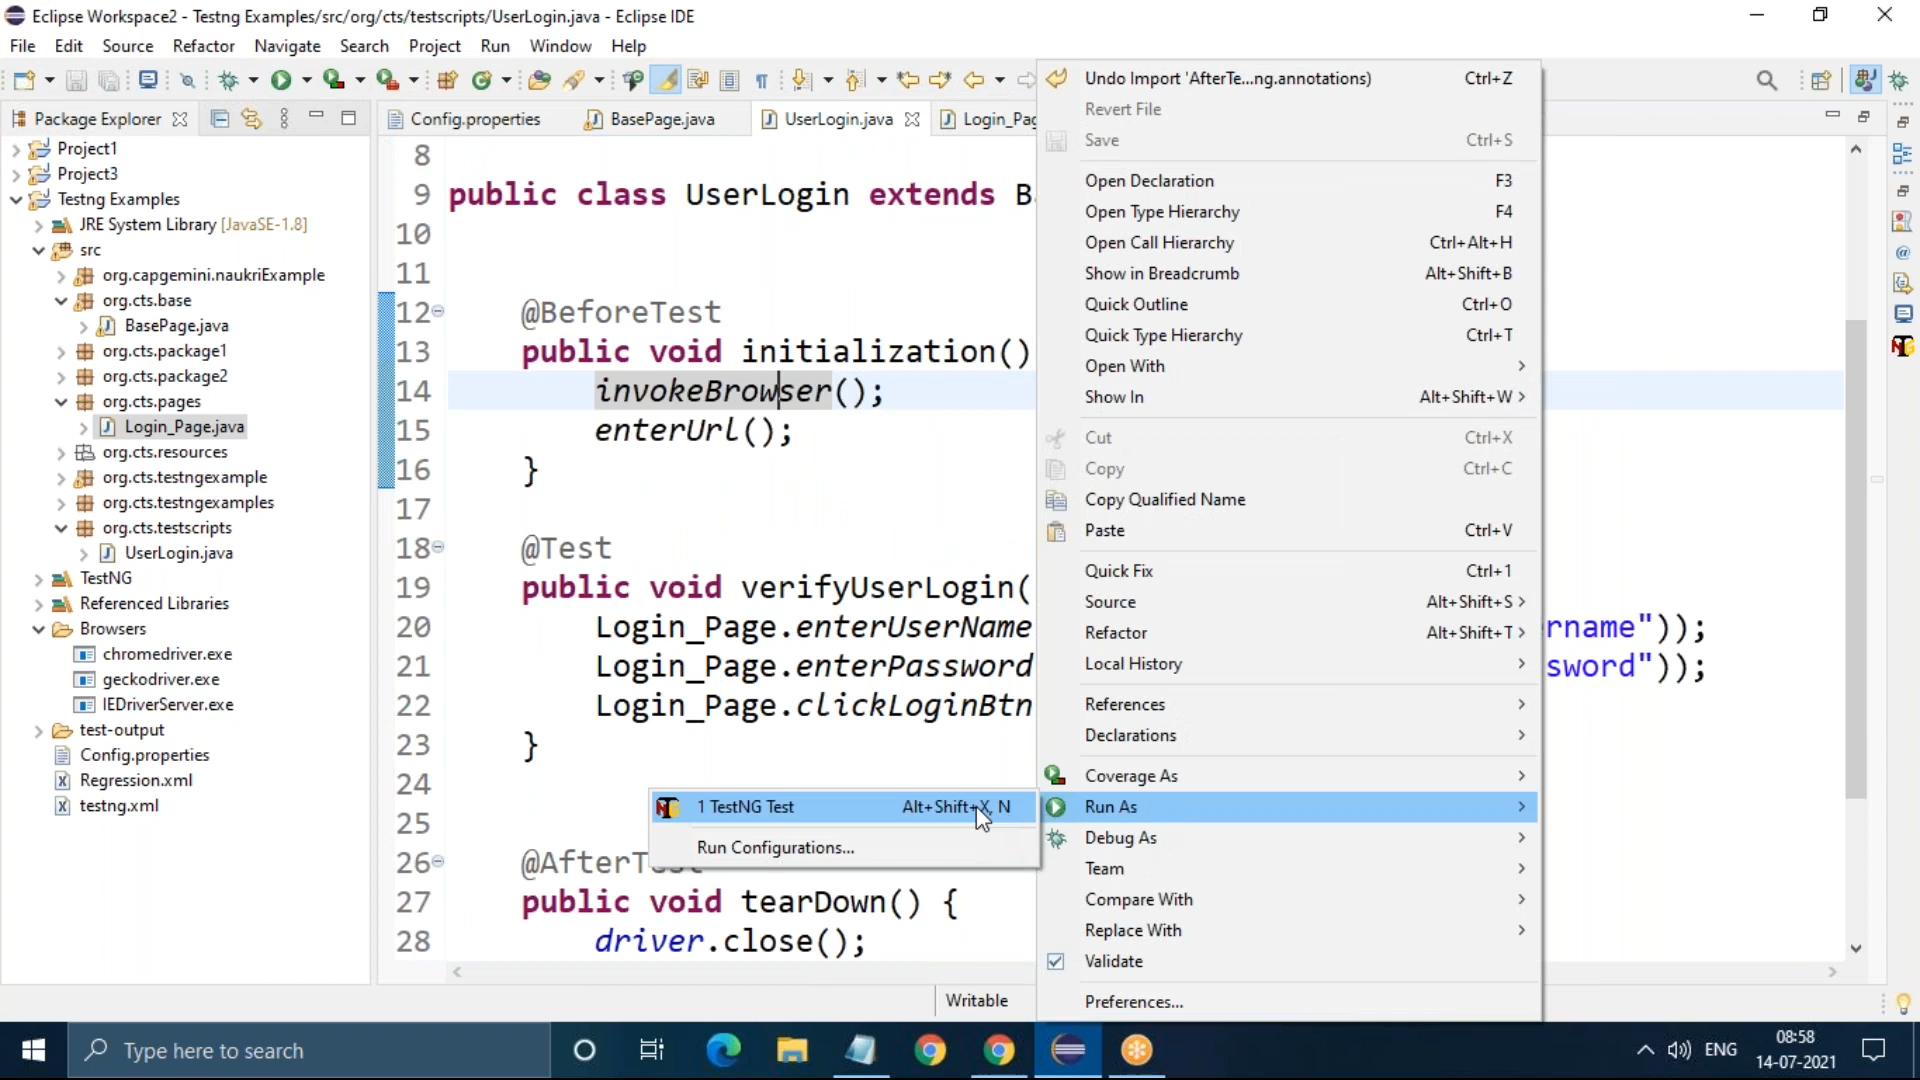 Eclipse Workspace2 - Testng Examples/src/org/cts/testscripts/UserLogin.java - Eclipse IDE
File Edit Source Refactor Navigate Search Project Run Window Help
Package Explorer
Project1
Project3
Testng Examples
JRE System Library [JavaSE-1.8]
src
org.capgemini.naukriExample
org.cts.base
BasePage.java
org.cts.package1
org.cts.package2
org.cts.pages
Login_Page.java
org.cts.resources
org.cts.testngexample
org.cts.testngexamples
org.cts.testscripts
UserLogin.java
TestNG
Referenced Libraries
Browsers
chromedriver.exe
geckodriver.exe
IEDriverServer.exe
test-output
Config.properties
Regression.xml
testng.xml
Config.properties BasePage.java UserLogin.java Login_Pag
8
9 public class UserLogin extends B
10
11
12 @BeforeTest
13 public void initialization()
14 invokeBrowser();
15 enterUrl();
16 }
17
18 @Test
19 public void verifyUserLogin(
20 Login_Page.enterUserName rname"));
21 Login_Page.enterPassword sword"));
22 Login_Page.clickLoginBtn
23 }
24
25
26 @AfterT
27 public void tearDown() {
28 driver.close();
1 TestNG Test Alt+Shift+X, N
Run Configurations...
Undo Import 'AfterTe...ng.annotations) Ctrl+Z
Revert File
Save Ctrl+S
Open Declaration F3
Open Type Hierarchy F4
Open Call Hierarchy Ctrl+Alt+H
Show in Breadcrumb Alt+Shift+B
Quick Outline Ctrl+O
Quick Type Hierarchy Ctrl+T
Open With
Show In Alt+Shift+W
Cut Ctrl+X
Copy Ctrl+C
Copy Qualified Name
Paste Ctrl+V
Quick Fix Ctrl+1
Source Alt+Shift+S
Refactor Alt+Shift+T
Local History
References
Declarations
Coverage As
Run As
Debug As
Team
Compare With
Replace With
Validate
Preferences...
Writable
Type here to search
ENG
08:58
14-07-2021